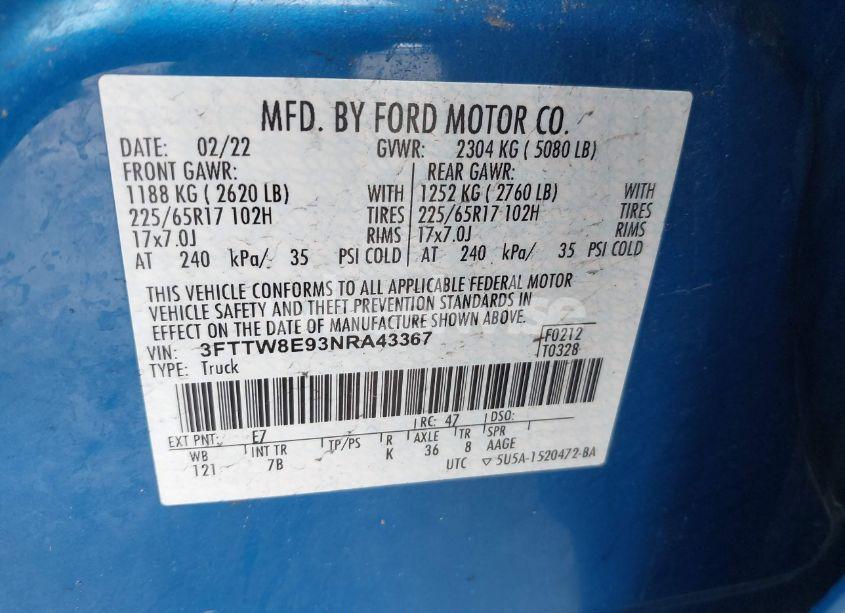 MFD. BY FORD MOTOR CO.
DATE: 02/22 GVWR: 2304 KG ( 5080 LB)
FRONT GAWR: REAR GAWR:
1188 KG ( 2620 LB) WITH 1252 KG ( 2760 LB) WITH
225/65R17 102H TIRES 225/65R17 102H TIRES
17x7.0J RIMS 17x7.0J RIMS
AT 240 kPa/ 35 PSI COLD AT 240 kPa/ 35 PSI COLD
THIS VEHICLE CONFORMS TO ALL APPLICABLE FEDERAL MOTOR
VEHICLE SAFETY AND THEFT PREVENTION STANDARDS IN
EFFECT ON THE DATE OF MANUFACTURE SHOWN ABOVE.
VIN: 3FTTW8E93NRA43367 F0212
TYPE: Truck T0328
EXT PNT: E7 RC: 47 DSO:
WB INT TR TP/PS R AXLE TR SPR
121 7B K 36 8 AAGE
UTC ▽ 5U5A-1520472-BA